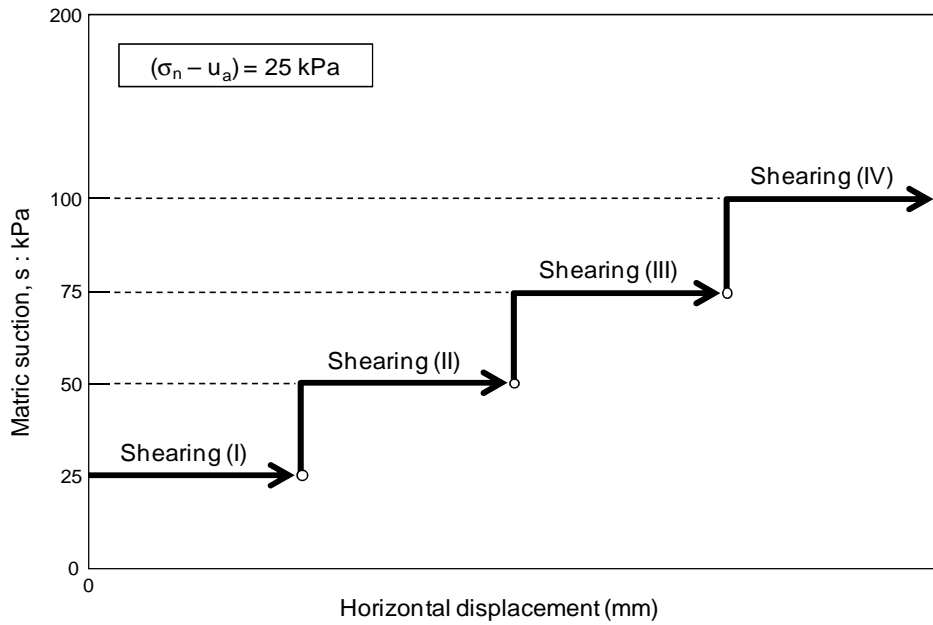 200
(σn – ua) = 25 kPa
Shearing (IV)
100
Shearing (III)
75
Shearing (II)
50
Shearing (I)
25
0
0
Matric suction, s : kPa
Horizontal displacement (mm)